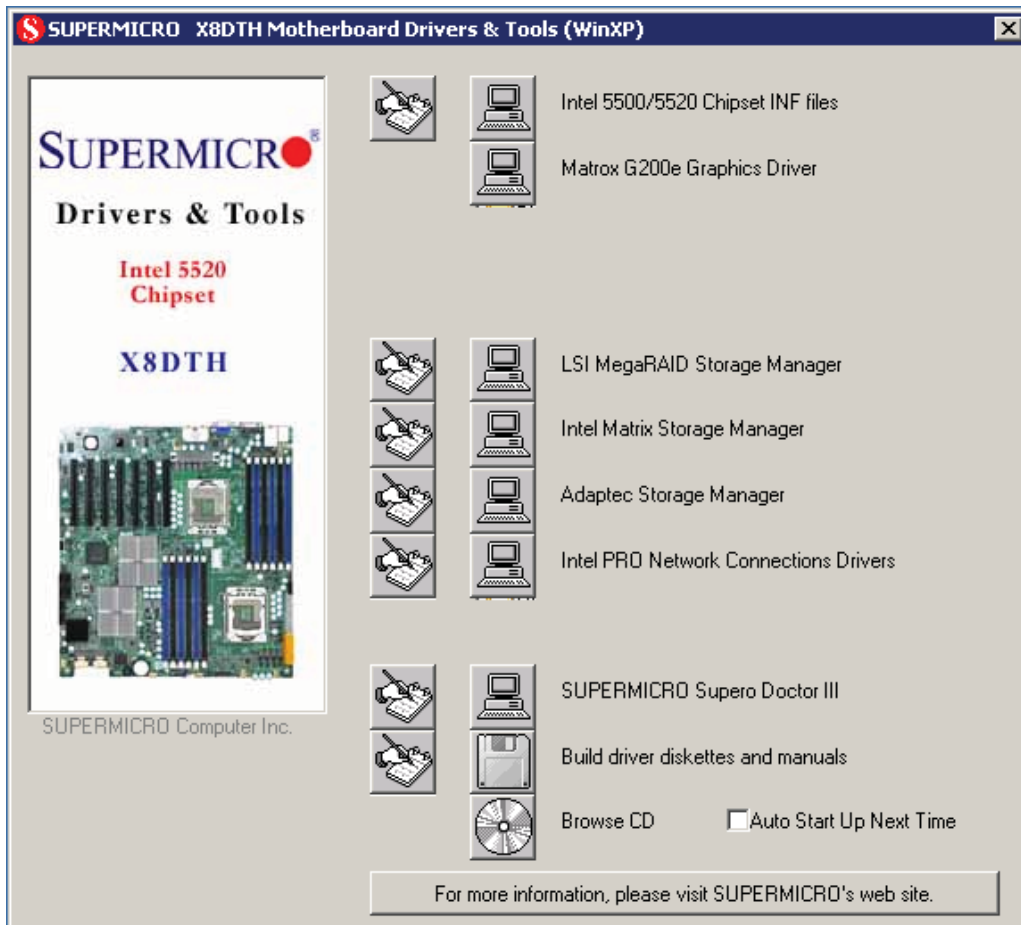 SUPERMICRO X8DTH Motherboard Drivers & Tools (WinXP)
SUPERMICRO®
Drivers & Tools
Intel 5520
Chipset
X8DTH
SUPERMICRO Computer Inc.
Intel 5500/5520 Chipset INF files
Matrox G200e Graphics Driver
LSI MegaRAID Storage Manager
Intel Matrix Storage Manager
Adaptec Storage Manager
Intel PRO Network Connections Drivers
SUPERMICRO Supero Doctor III
Build driver diskettes and manuals
Browse CD Auto Start Up Next Time
For more information, please visit SUPERMICRO's web site.